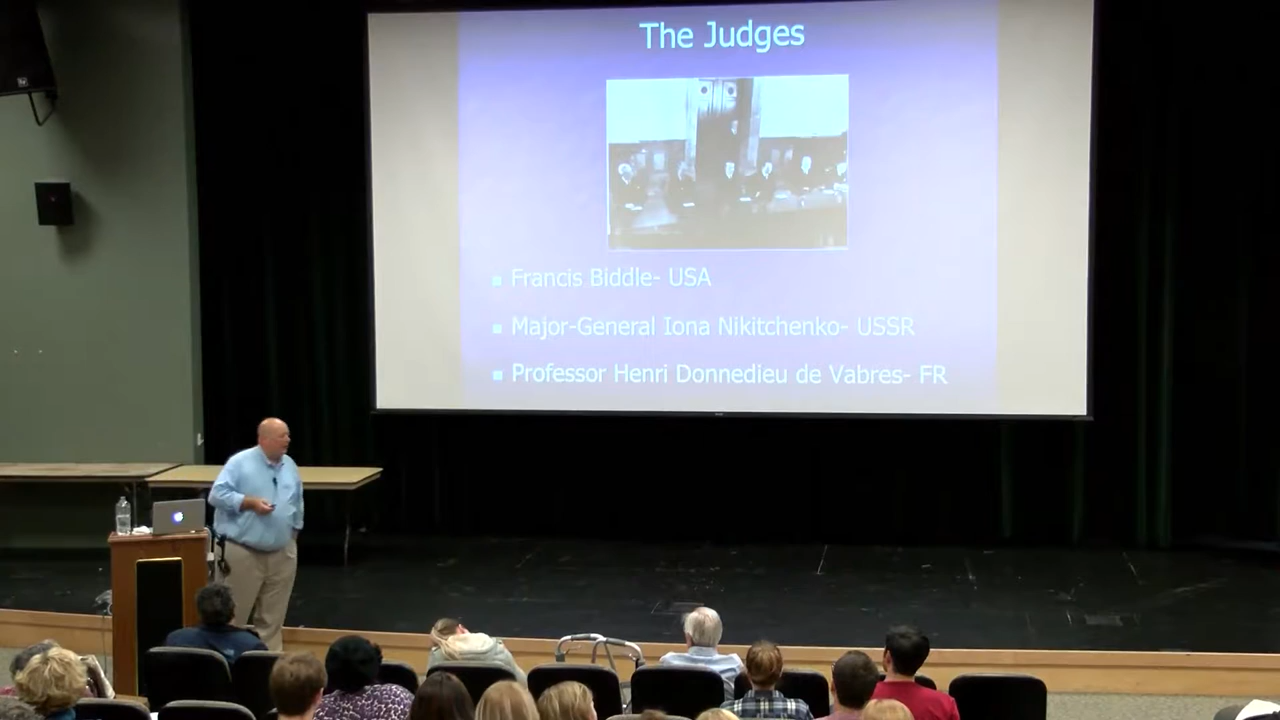 The Judges
Francis Biddle- USA
Major-General Iona Nikitchenko- USSR
Professor Henri Donnedieu de Vabres- FR